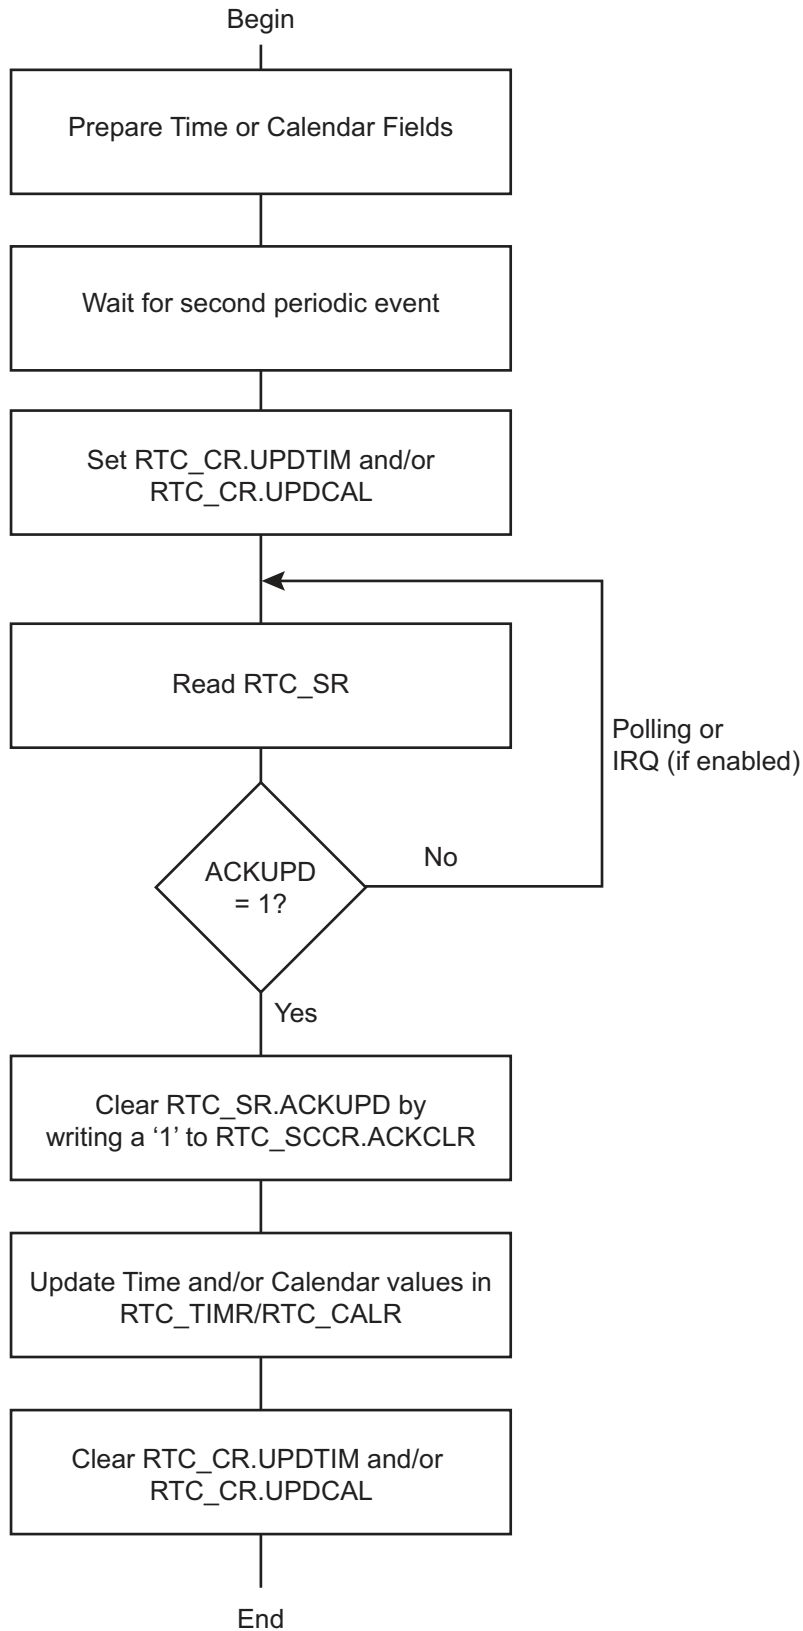 Begin
Prepare Time or Calendar Fields
Wait for second periodic event
Set RTC_CR.UPDTIM and/or
RTC_CR.UPDCAL
Read RTC_SR
Polling or
IRQ (if enabled)
ACKUPD
= 1?
No
Yes
Clear RTC_SR.ACKUPD by
writing a ‘1’ to RTC_SCCR.ACKCLR
Update Time and/or Calendar values in
RTC_TIMR/RTC_CALR
Clear RTC_CR.UPDTIM and/or
RTC_CR.UPDCAL
End